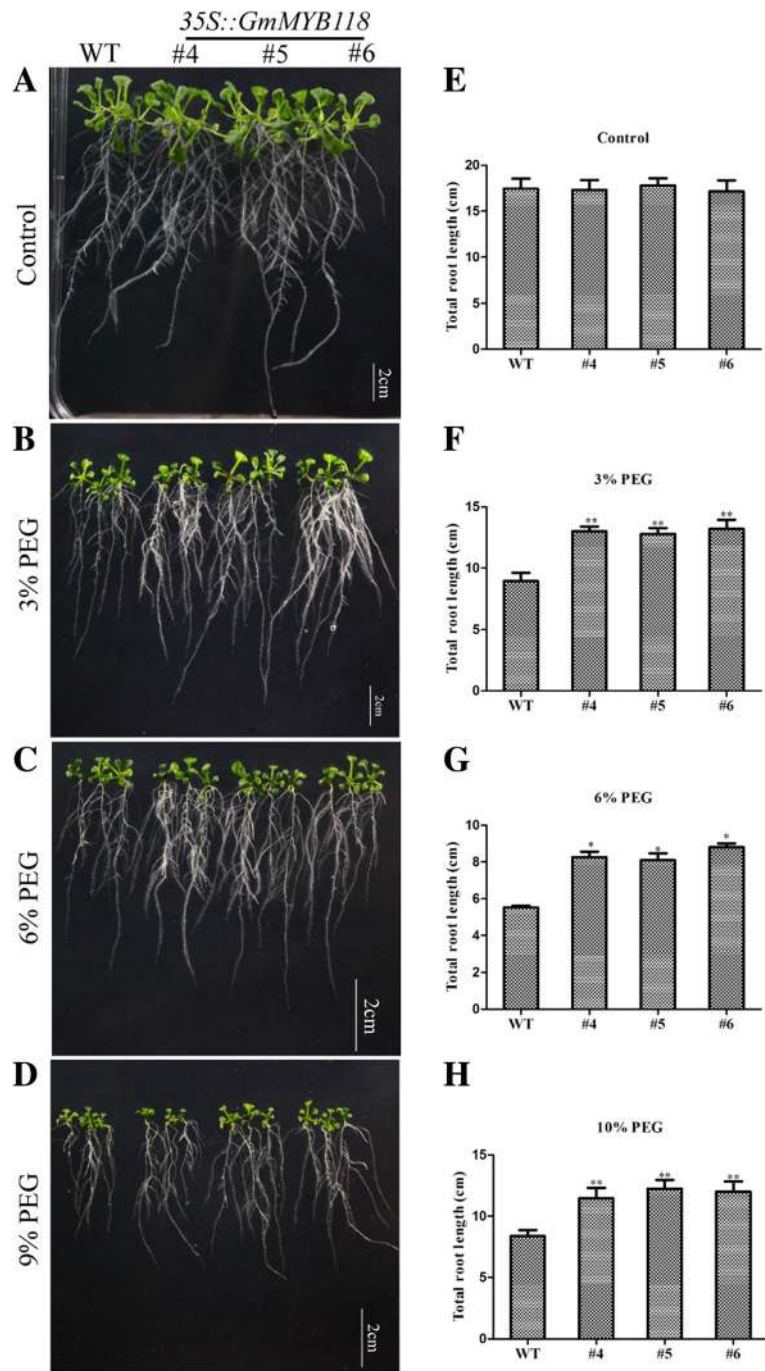 35S::GmMYB118
WT #4 #5 #6
A
Control
2cm
E
Control
Total root length (cm)
20
15
10
5
0
WT #4 #5 #6
B
3% PEG
2cm
F
3% PEG
Total root length (cm)
15
10
5
0
** ** **
WT #4 #5 #6
C
6% PEG
2cm
G
6% PEG
Total root length (cm)
10
8
6
4
2
0
* * *
WT #4 #5 #6
D
9% PEG
2cm
H
10% PEG
Total root length (cm)
15
10
5
0
** ** **
WT #4 #5 #6